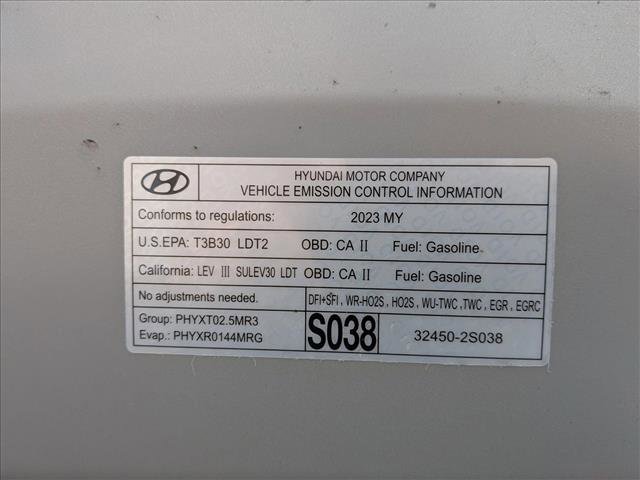 HYUNDAI MOTOR COMPANY
VEHICLE EMISSION CONTROL INFORMATION
Conforms to regulations: 2023 MY
U.S.EPA: T3B30 LDT2 OBD: CA II Fuel: Gasoline
California: LEV III SULEV30 LDT OBD: CA II Fuel: Gasoline
No adjustments needed. DFI+SFI , WR-HO2S , HO2S , WU-TWC ,TWC , EGR , EGRC
Group: PHYXT02.5MR3
Evap.: PHYXR0144MRG
S038 32450-2S038